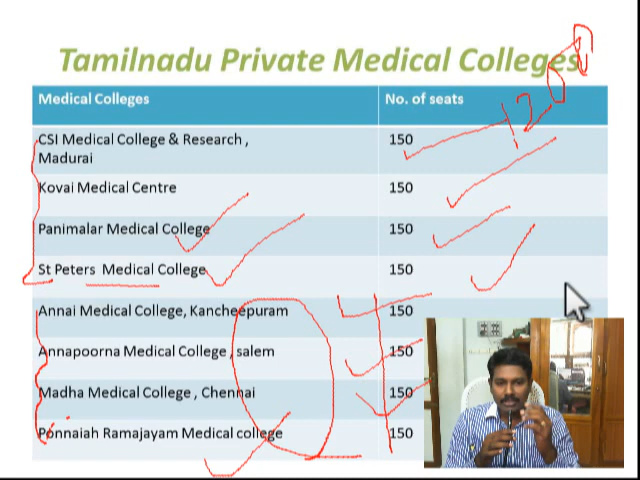 Tamilnadu Private Medical Colleges
Medical Colleges No. of seats
CSI Medical College & Research , 150
Madurai
Kovai Medical Centre 150
Panimalar Medical College 150
St Peters Medical College 150
Annai Medical College, Kancheepuram 150
Annapoorna Medical College , salem 150
Madha Medical College , Chennai 150
Ponnaiah Ramajayam Medical college 150